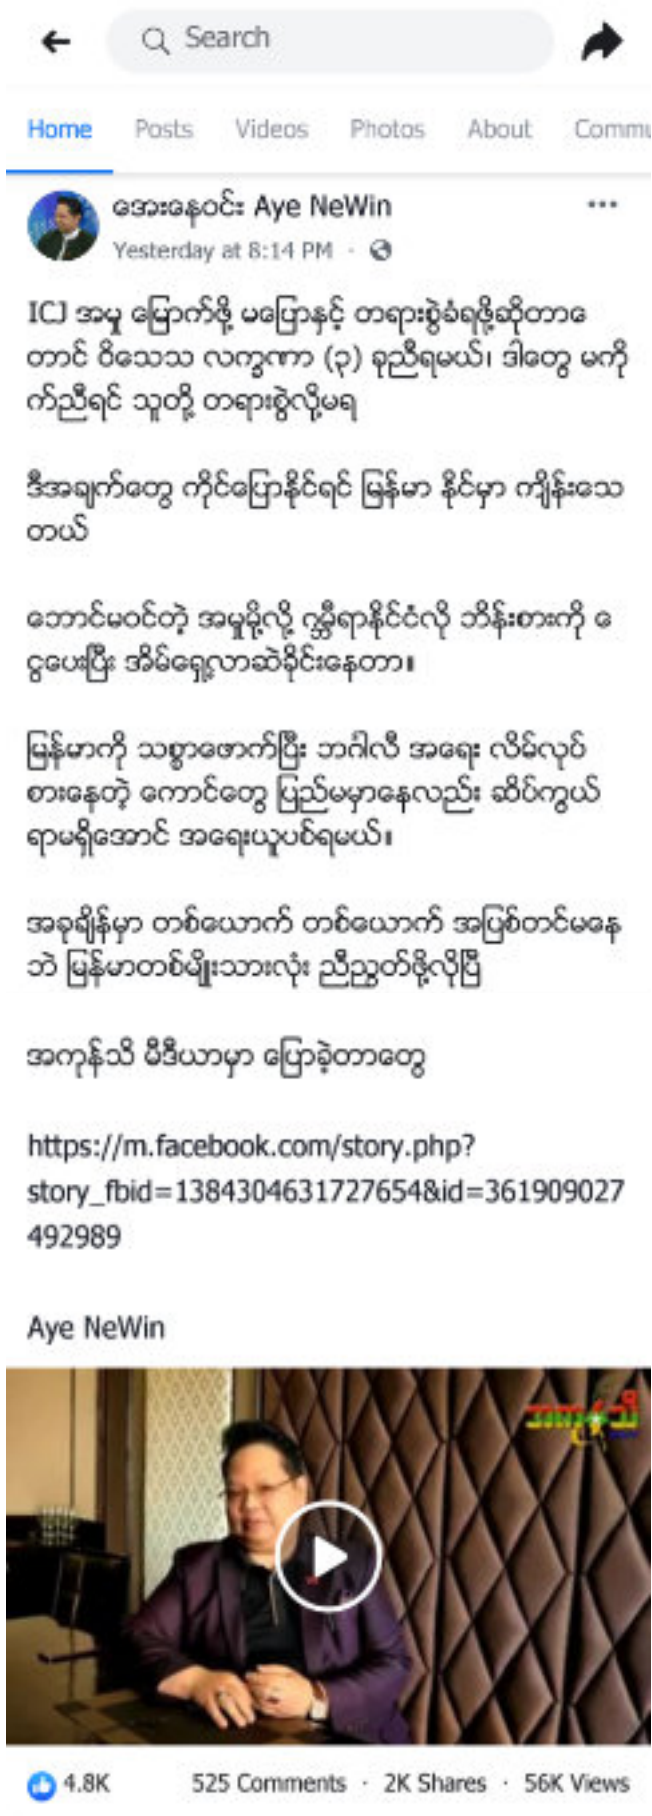 Search
Home Posts Videos Photos About Commu
အေးနေဝင်း Aye NeWin
Yesterday at 8:14 PM ·
ICJ အမှု မြောက်ဖို့ မပြောနှင့် တရားစွဲခံရဖို့ဆိုတာေ
တာင် ဝိသေသ လက္ခဏာ (၃) ခုညီရမယ်၊ ဒါတွေ မကို
က်ညီရင် သူတို့ တရားစွဲလို့မရ
ဒီအချက်တွေ ကိုင်ပြောနိုင်ရင် မြန်မာ နိုင်မှာ ကျိန်းသေ
တယ်
ဘောင်မဝင်တဲ့ အမှုမို့လို့ ဂမ္ဘီရာနိုင်ငံလို ဘိန်းစားကို ေ
ငွပေးပြီး အိမ်ရှေ့လာဆဲခိုင်းနေတာ။
မြန်မာကို သစ္စာဖောက်ပြီး ဘင်္ဂါလီ အရေး လိမ်လုပ်
စားနေတဲ့ ကောင်တွေ ပြည်မမှာနေလည်း ဆိပ်ကွယ်
ရာမရှိအောင် အရေးယူပစ်ရမယ်။
အခုချိန်မှာ တစ်ယောက် တစ်ယောက် အပြစ်တင်မနေ
ဘဲ မြန်မာတစ်မျိုးသားလုံး ညီညွတ်ဖို့လိုပြီ
အကုန်သိ မီဒီယာမှာ ပြောခဲ့တာတွေ
https://m.facebook.com/story.php?
story_fbid=1384304631727654&id=361909027
492989
Aye NeWin
အကုန်သိ
4.8K 525 Comments · 2K Shares · 56K Views